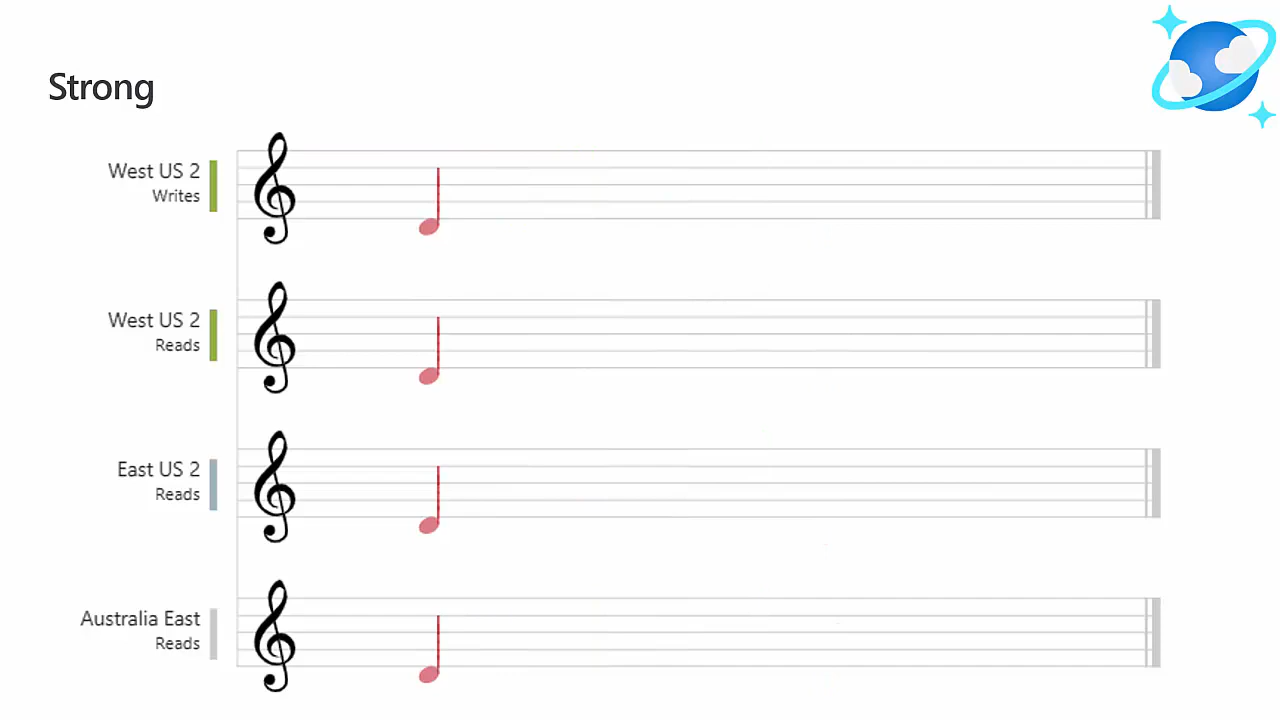 Strong
West US 2
Writes
West US 2
Reads
East US 2
Reads
Australia East
Reads